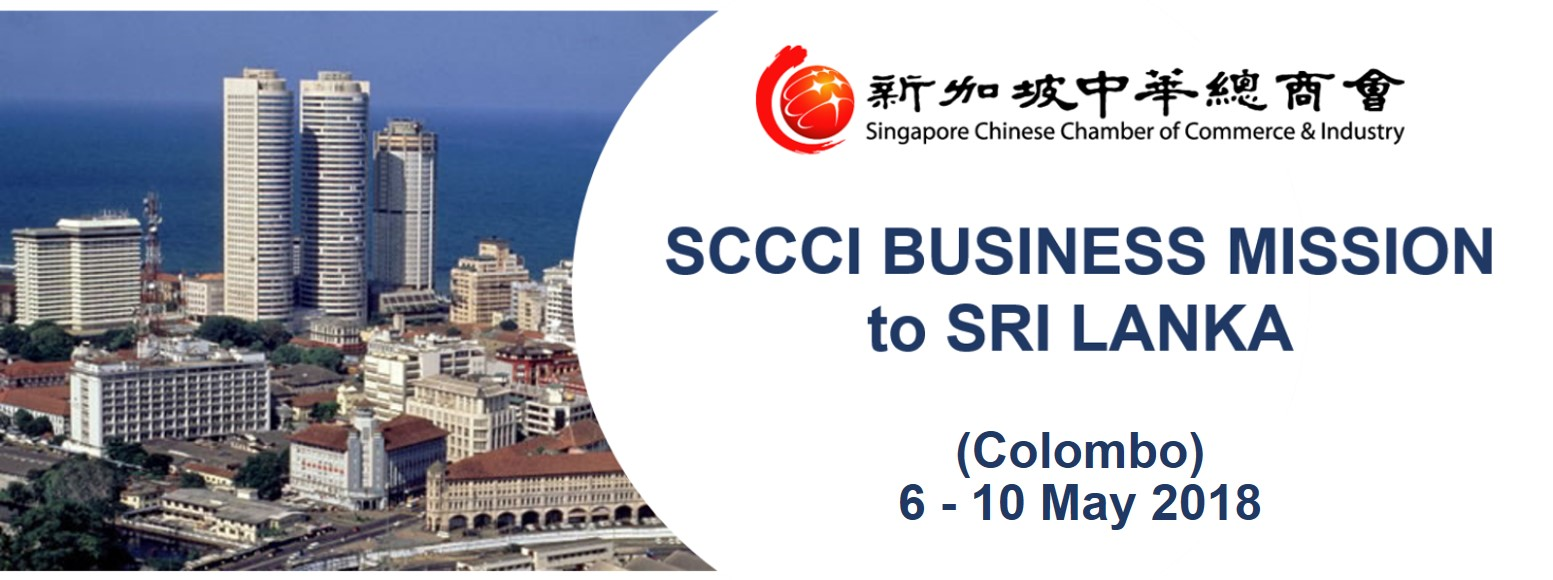 新加坡中華總商會
Singapore Chinese Chamber of Commerce & Industry
SCCCI BUSINESS MISSION
to SRI LANKA
(Colombo)
6 - 10 May 2018